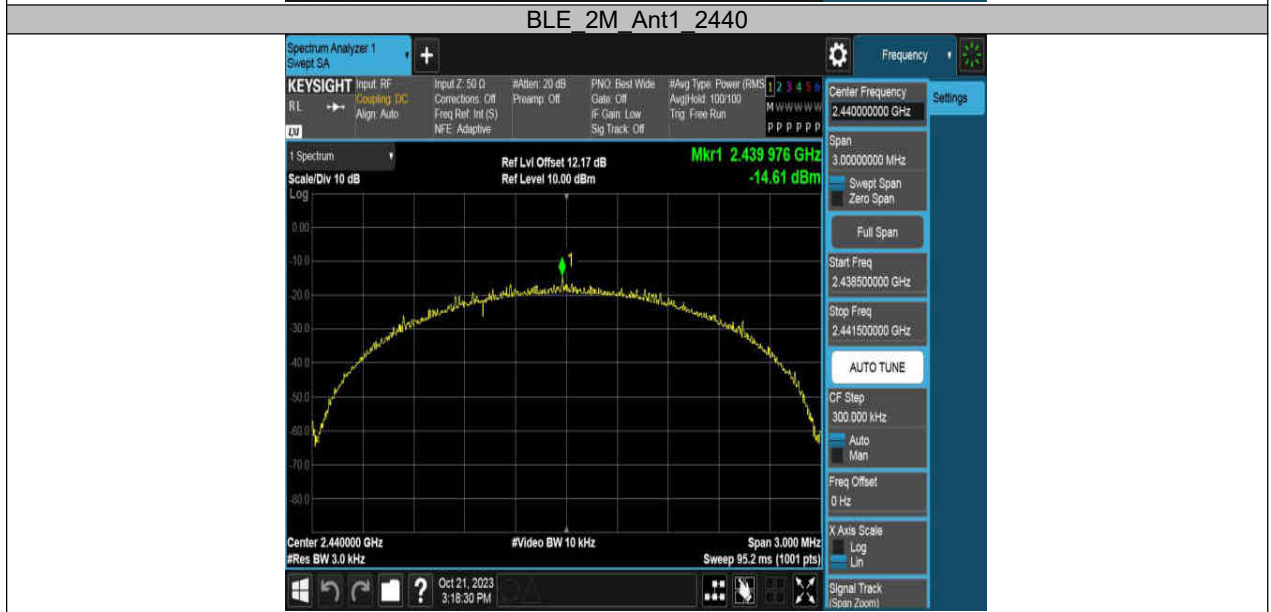 BLE_2M_Ant1_2440
Spectrum Analyzer 1
Swept SA
+
Frequency
KEYSIGHT
RL
Input: RF
Coupling: DC
Align: Auto
Input Z: 50 Ω
Corrections: Off
Freq Ref: Int (S)
NFE: Adaptive
#Atten: 20 dB
Preamp: Off
PNO: Best Wide
Gate: Off
IF Gain: Low
Sig Track: Off
#Avg Type: Power (RMS
Avg|Hold: 100/100
Trig: Free Run
1 2 3 4 5 6
M W W W W W
P P P P P P
1 Spectrum
Scale/Div 10 dB
Log
Ref Lvl Offset 12.17 dB
Ref Level 10.00 dBm
Mkr1 2.439 976 GHz
-14.61 dBm
0.00
-10.0
-20.0
-30.0
-40.0
-50.0
-60.0
-70.0
-80.0
1
Center 2.440000 GHz
#Res BW 3.0 kHz
#Video BW 10 kHz
Span 3.000 MHz
Sweep 95.2 ms (1001 pts)
Center Frequency
2.440000000 GHz
Settings
Span
3.00000000 MHz
Swept Span
Zero Span
Full Span
Start Freq
2.438500000 GHz
Stop Freq
2.441500000 GHz
AUTO TUNE
CF Step
300.000 kHz
Auto
Man
Freq Offset
0 Hz
X Axis Scale
Log
Lin
Signal Track
(Span Zoom)
?
Oct 21, 2023
3:18:30 PM